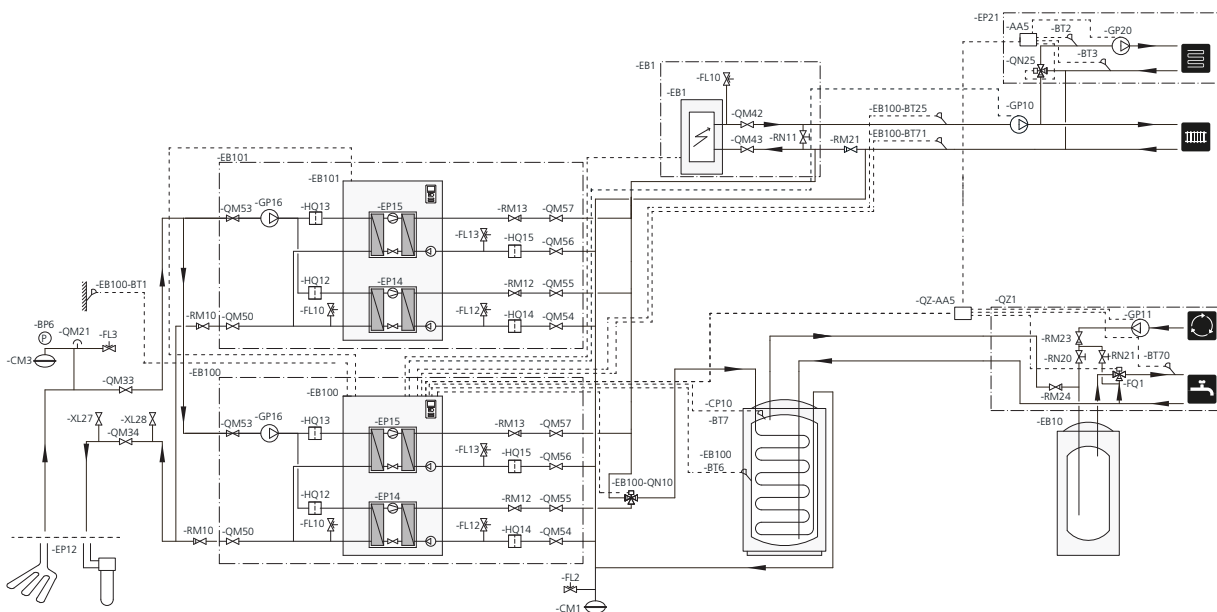 -EP21
-AA5
-BT2
-GP20
-BT3
-QN25
-EB1
-FL10
-EB1
-QM42
-EB100-BT25
-GP10
-RN11
-QM43
-RM21
-EB100-BT71
-EB101
-EB101
-QM53
-GP16
-HQ13
-EP15
-RM13
-QM57
-FL13
-HQ15
-QM56
-HQ12
-EP14
-RM12
-QM55
-FL10
-FL12
-RM10
-QM50
-HQ14
-QM54
-EB100-BT1
-BP6
P
-QM21
-FL3
-CM3
-QM33
-XL27
-XL28
-QM34
-EP12
-EB100
-EB100
-QM53
-GP16
-HQ13
-EP15
-RM13
-QM57
-FL13
-HQ15
-QM56
-HQ12
-EP14
-RM12
-QM55
-FL10
-FL12
-RM10
-QM50
-HQ14
-QM54
-EB100-QN10
-FL2
-CM1
-CP10
-BT7
-EB100
-BT6
-QZ-AA5
-QZ1
-GP11
-RM23
-RN20
-RN21
-BT70
-FQ1
-RM24
-EB10